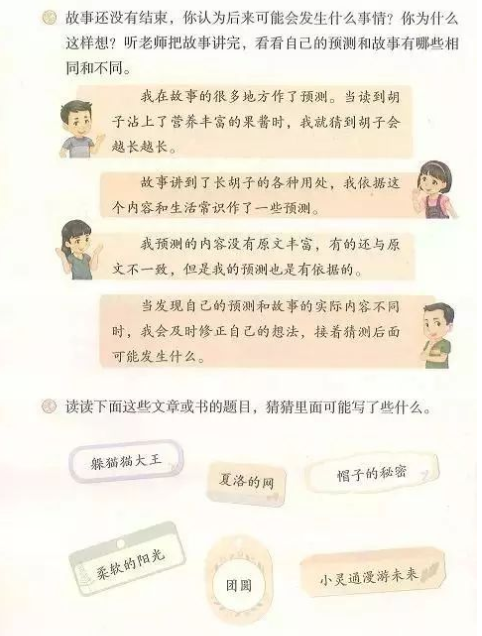 故事还没有结束，你认为后来可能会发生什么事情？你为什么
这样想？听老师把故事讲完，看看自己的预测和故事有哪些相
同和不同。
我在故事的很多地方作了预测。当读到胡
子沾上了营养丰富的果酱时，我就猜到胡子会
越长越长。
故事讲到了长胡子的各种用处，我依据这
个内容和生活常识作了一些预测。
我预测的内容没有原文丰富，有的还与原
文不一致，但是我的预测也是有依据的。
当发现自己的预测和故事的实际内容不同
时，我会及时修正自己的想法，接着猜测后面
可能发生什么。
读读下面这些文章或书的题目，猜猜里面可能写了些什么。
躲猫猫大王
夏洛的网
帽子的秘密
柔软的阳光
团圆
小灵通漫游未来